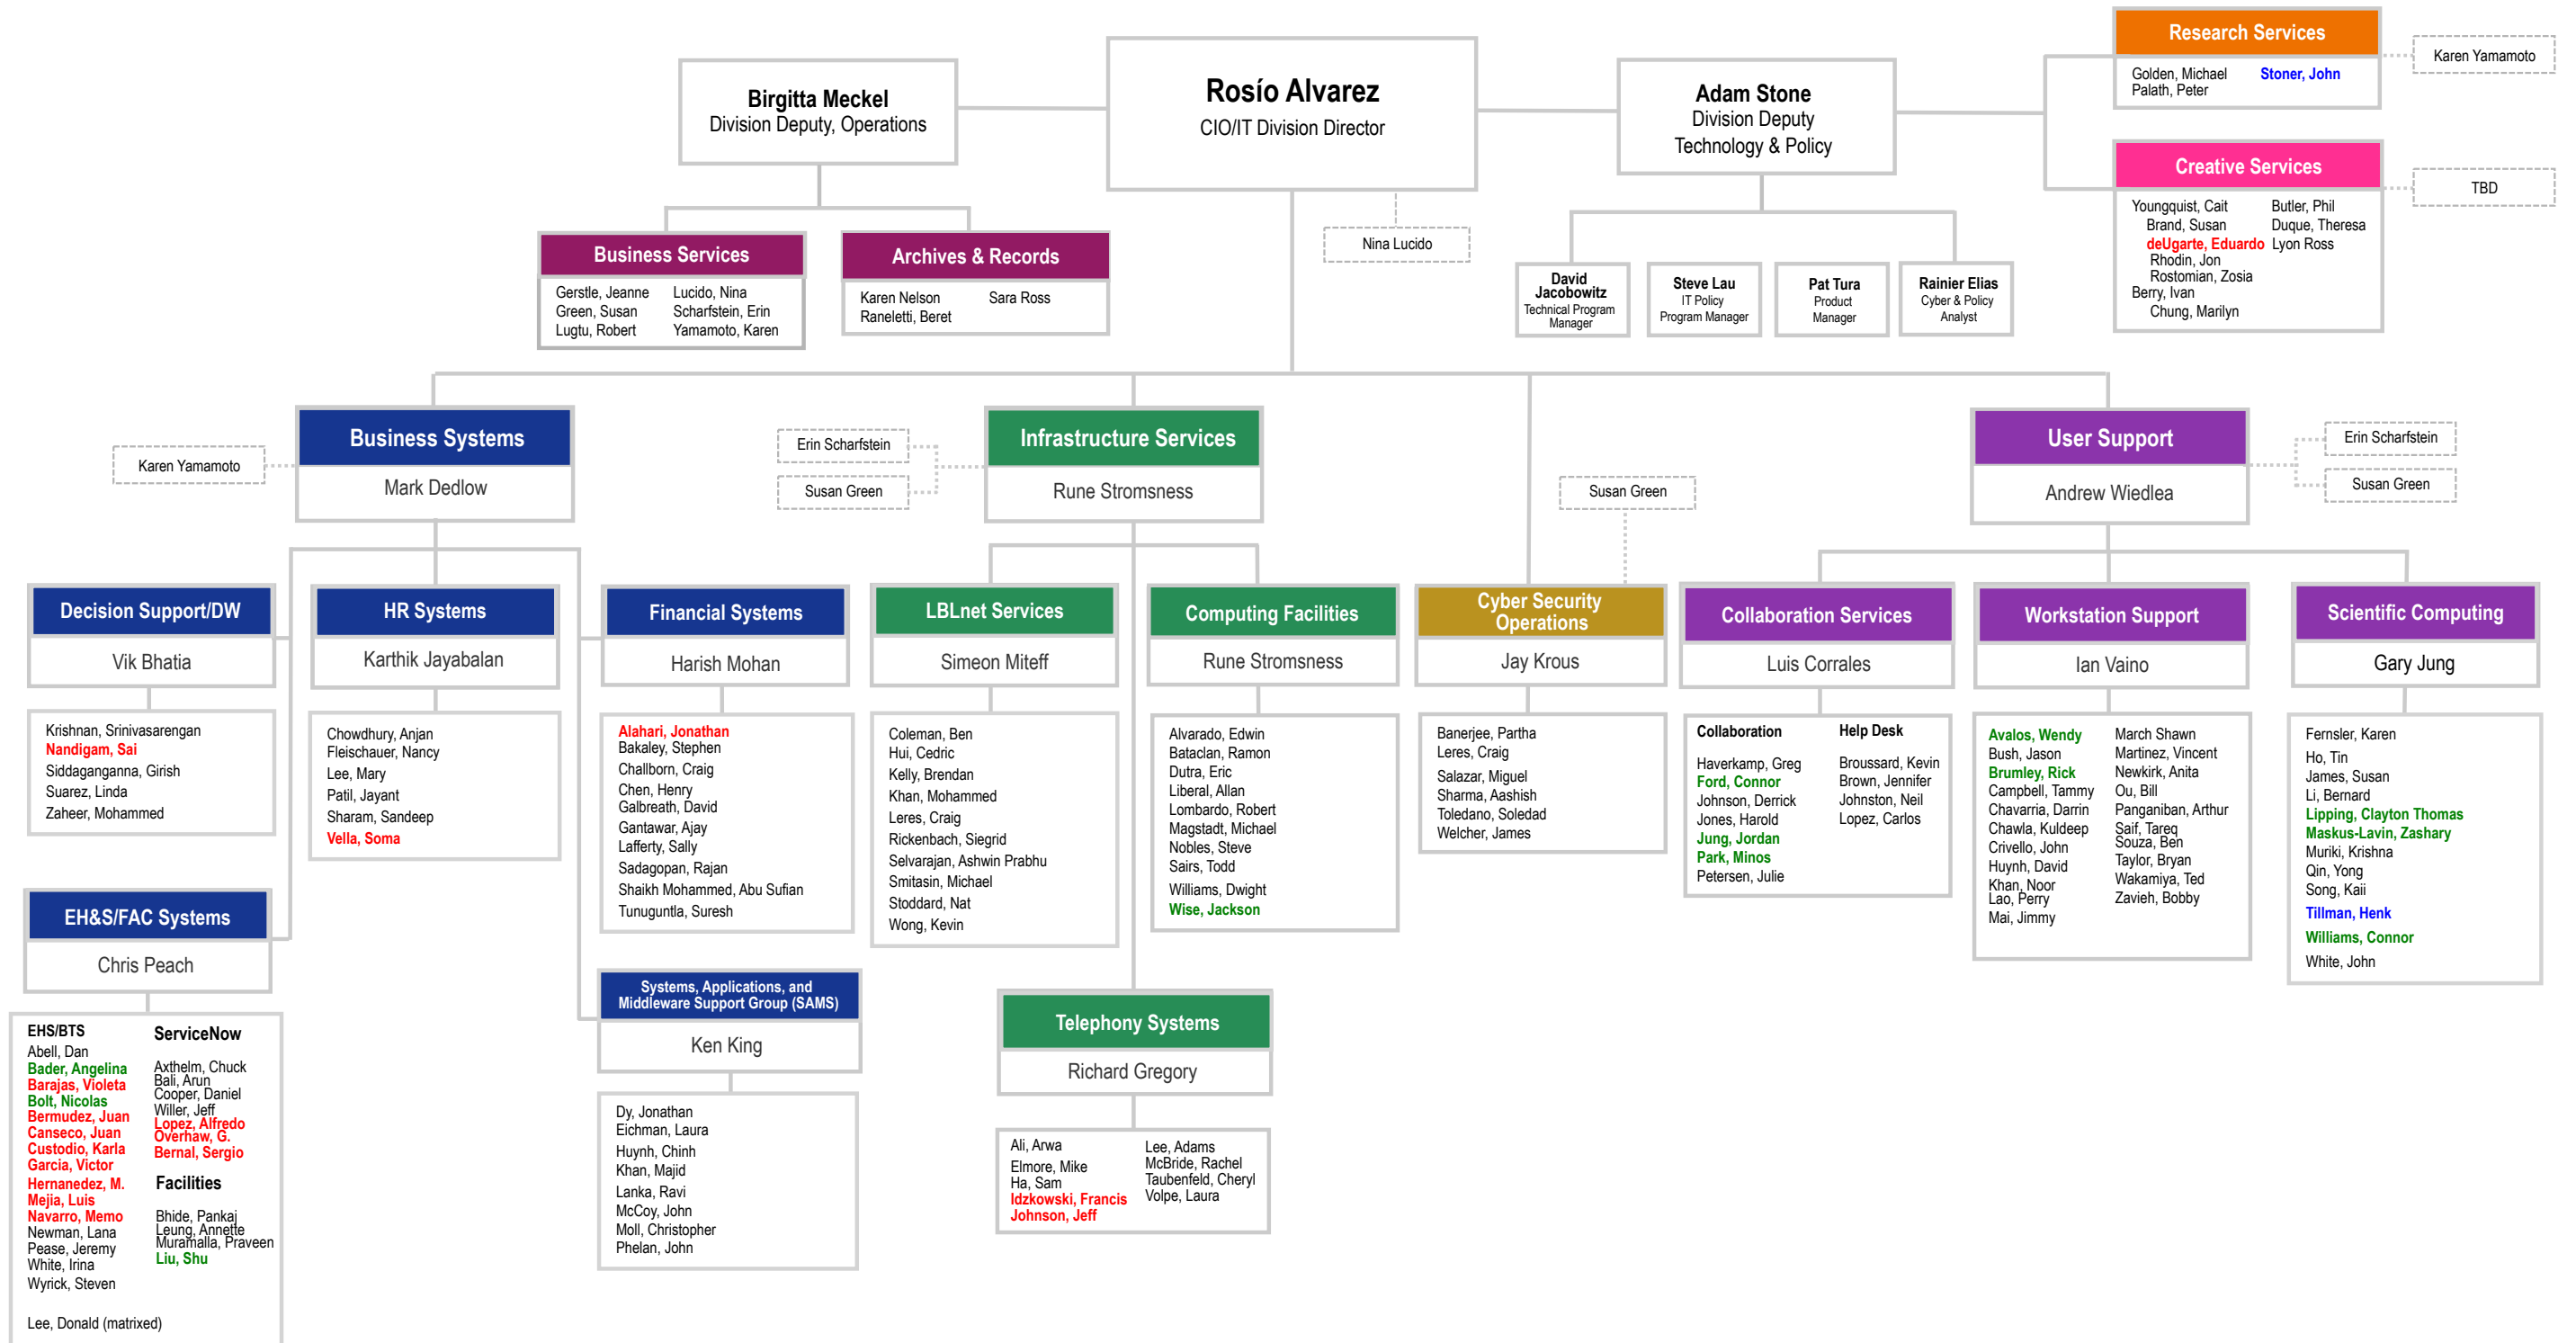 Rosío Alvarez
CIO/IT Division Director
Nina Lucido
Birgitta Meckel
Division Deputy, Operations
Business Services
Gerstle, Jeanne
Green, Susan
Lugtu, Robert
Lucido, Nina
Scharfstein, Erin
Yamamoto, Karen
Archives & Records
Karen Nelson
Raneletti, Beret
Sara Ross
Adam Stone
Division Deputy
Technology & Policy
David
Jacobowitz
Technical Program
Manager
Steve Lau
IT Policy
Program Manager
Pat Tura
Product
Manager
Rainier Elias
Cyber & Policy
Analyst
Research Services
Golden, Michael
Palath, Peter
Stoner, John
Karen Yamamoto
Creative Services
Youngquist, Cait
Brand, Susan
deUgarte, Eduardo
Rhodin, Jon
Rostomian, Zosia
Berry, Ivan
Chung, Marilyn
Butler, Phil
Duque, Theresa
Lyon Ross
TBD
Business Systems
Mark Dedlow
Karen Yamamoto
Infrastructure Services
Rune Stromsness
Erin Scharfstein
Susan Green
Susan Green
User Support
Andrew Wiedlea
Erin Scharfstein
Susan Green
Decision Support/DW
Vik Bhatia
Krishnan, Srinivasarengan
Nandigam, Sai
Siddaganganna, Girish
Suarez, Linda
Zaheer, Mohammed
HR Systems
Karthik Jayabalan
Chowdhury, Anjan
Fleischauer, Nancy
Lee, Mary
Patil, Jayant
Sharam, Sandeep
Vella, Soma
Financial Systems
Harish Mohan
Alahari, Jonathan
Bakaley, Stephen
Challborn, Craig
Chen, Henry
Galbreath, David
Gantawar, Ajay
Lafferty, Sally
Sadagopan, Rajan
Shaikh Mohammed, Abu Sufian
Tunuguntla, Suresh
LBLnet Services
Simeon Miteff
Coleman, Ben
Hui, Cedric
Kelly, Brendan
Khan, Mohammed
Leres, Craig
Rickenbach, Siegrid
Selvarajan, Ashwin Prabhu
Smitasin, Michael
Stoddard, Nat
Wong, Kevin
Computing Facilities
Rune Stromsness
Alvarado, Edwin
Bataclan, Ramon
Dutra, Eric
Liberal, Allan
Lombardo, Robert
Magstadt, Michael
Nobles, Steve
Sairs, Todd
Williams, Dwight
Wise, Jackson
Cyber Security
Operations
Jay Krous
Banerjee, Partha
Leres, Craig
Salazar, Miguel
Sharma, Aashish
Toledano, Soledad
Welcher, James
Collaboration Services
Luis Corrales
Collaboration
Haverkamp, Greg
Ford, Connor
Johnson, Derrick
Jones, Harold
Jung, Jordan
Park, Minos
Petersen, Julie
Help Desk
Broussard, Kevin
Brown, Jennifer
Johnston, Neil
Lopez, Carlos
Workstation Support
Ian Vaino
Avalos, Wendy
Bush, Jason
Brumley, Rick
Campbell, Tammy
Chavarria, Darrin
Chawla, Kuldeep
Crivello, John
Huynh, David
Khan, Noor
Lao, Perry
Mai, Jimmy
March Shawn
Martinez, Vincent
Newkirk, Anita
Ou, Bill
Panganiban, Arthur
Saif, Tareq
Souza, Ben
Taylor, Bryan
Wakamiya, Ted
Zavieh, Bobby
Scientific Computing
Gary Jung
Fernsler, Karen
Ho, Tin
James, Susan
Li, Bernard
Lipping, Clayton Thomas
Maskus-Lavin, Zashary
Muriki, Krishna
Qin, Yong
Song, Kaii
Tillman, Henk
Williams, Connor
White, John
EH&S/FAC Systems
Chris Peach
EHS/BTS
Abell, Dan
Bader, Angelina
Barajas, Violeta
Bolt, Nicolas
Bermudez, Juan
Canseco, Juan
Custodio, Karla
Garcia, Victor
Hernanedez, M.
Mejia, Luis
Navarro, Memo
Newman, Lana
Pease, Jeremy
White, Irina
Wyrick, Steven
Lee, Donald (matrixed)
ServiceNow
Axthelm, Chuck
Bali, Arun
Cooper, Daniel
Willer, Jeff
Lopez, Alfredo
Overhaw, G.
Bernal, Sergio
Facilities
Bhide, Pankaj
Leung, Annette
Muramalla, Praveen
Liu, Shu
Systems, Applications, and
Middleware Support Group (SAMS)
Ken King
Dy, Jonathan
Eichman, Laura
Huynh, Chinh
Khan, Majid
Lanka, Ravi
McCoy, John
Moll, Christopher
Phelan, John
Telephony Systems
Richard Gregory
Ali, Arwa
Elmore, Mike
Ha, Sam
Idzkowski, Francis
Johnson, Jeff
Lee, Adams
McBride, Rachel
Taubenfeld, Cheryl
Volpe, Laura